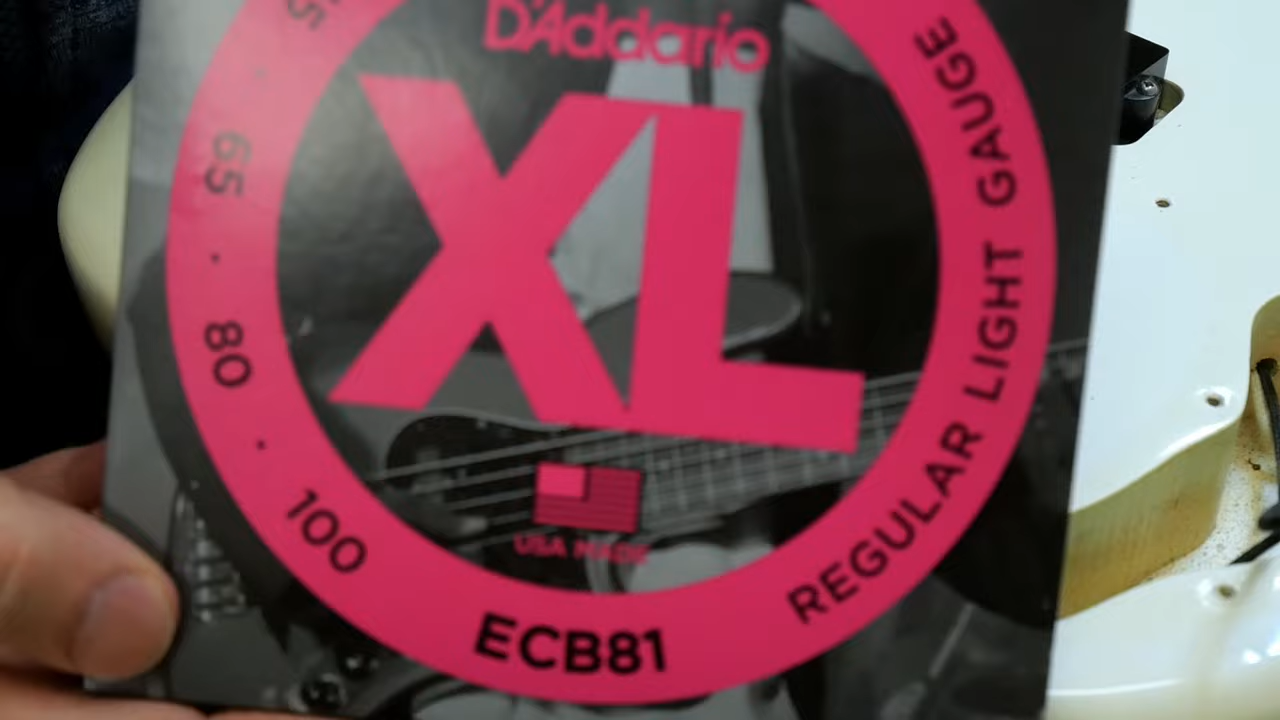 D'Addario
XL
USA MADE
65 · 80 · 100
ECB81
REGULAR LIGHT GAUGE